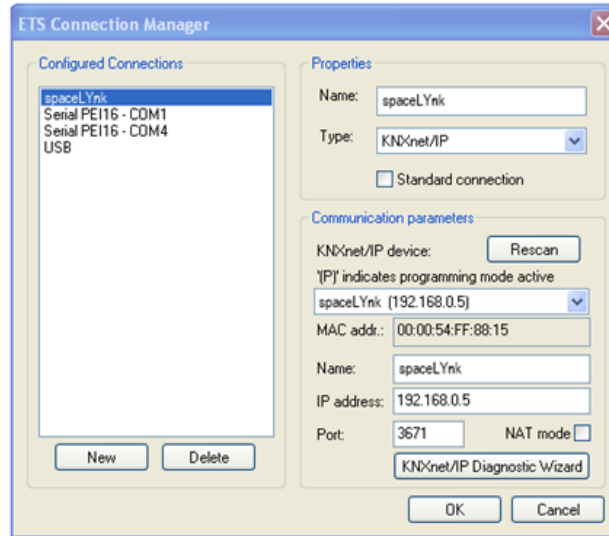 ETS Connection Manager
Configured Connections
spaceLYnk
Serial PEI16 - COM1
Serial PEI16 - COM4
USB
New
Delete
Properties
Name:
spaceLYnk
Type:
KNXnet/IP
Standard connection
Communication parameters
KNXnet/IP device:
Rescan
'(P)' indicates programming mode active
spaceLYnk (192.168.0.5)
MAC addr.:
00:00:54:FF:88:15
Name:
spaceLYnk
IP address:
192.168.0.5
Port:
3671
NAT mode
KNXnet/IP Diagnostic Wizard
OK
Cancel